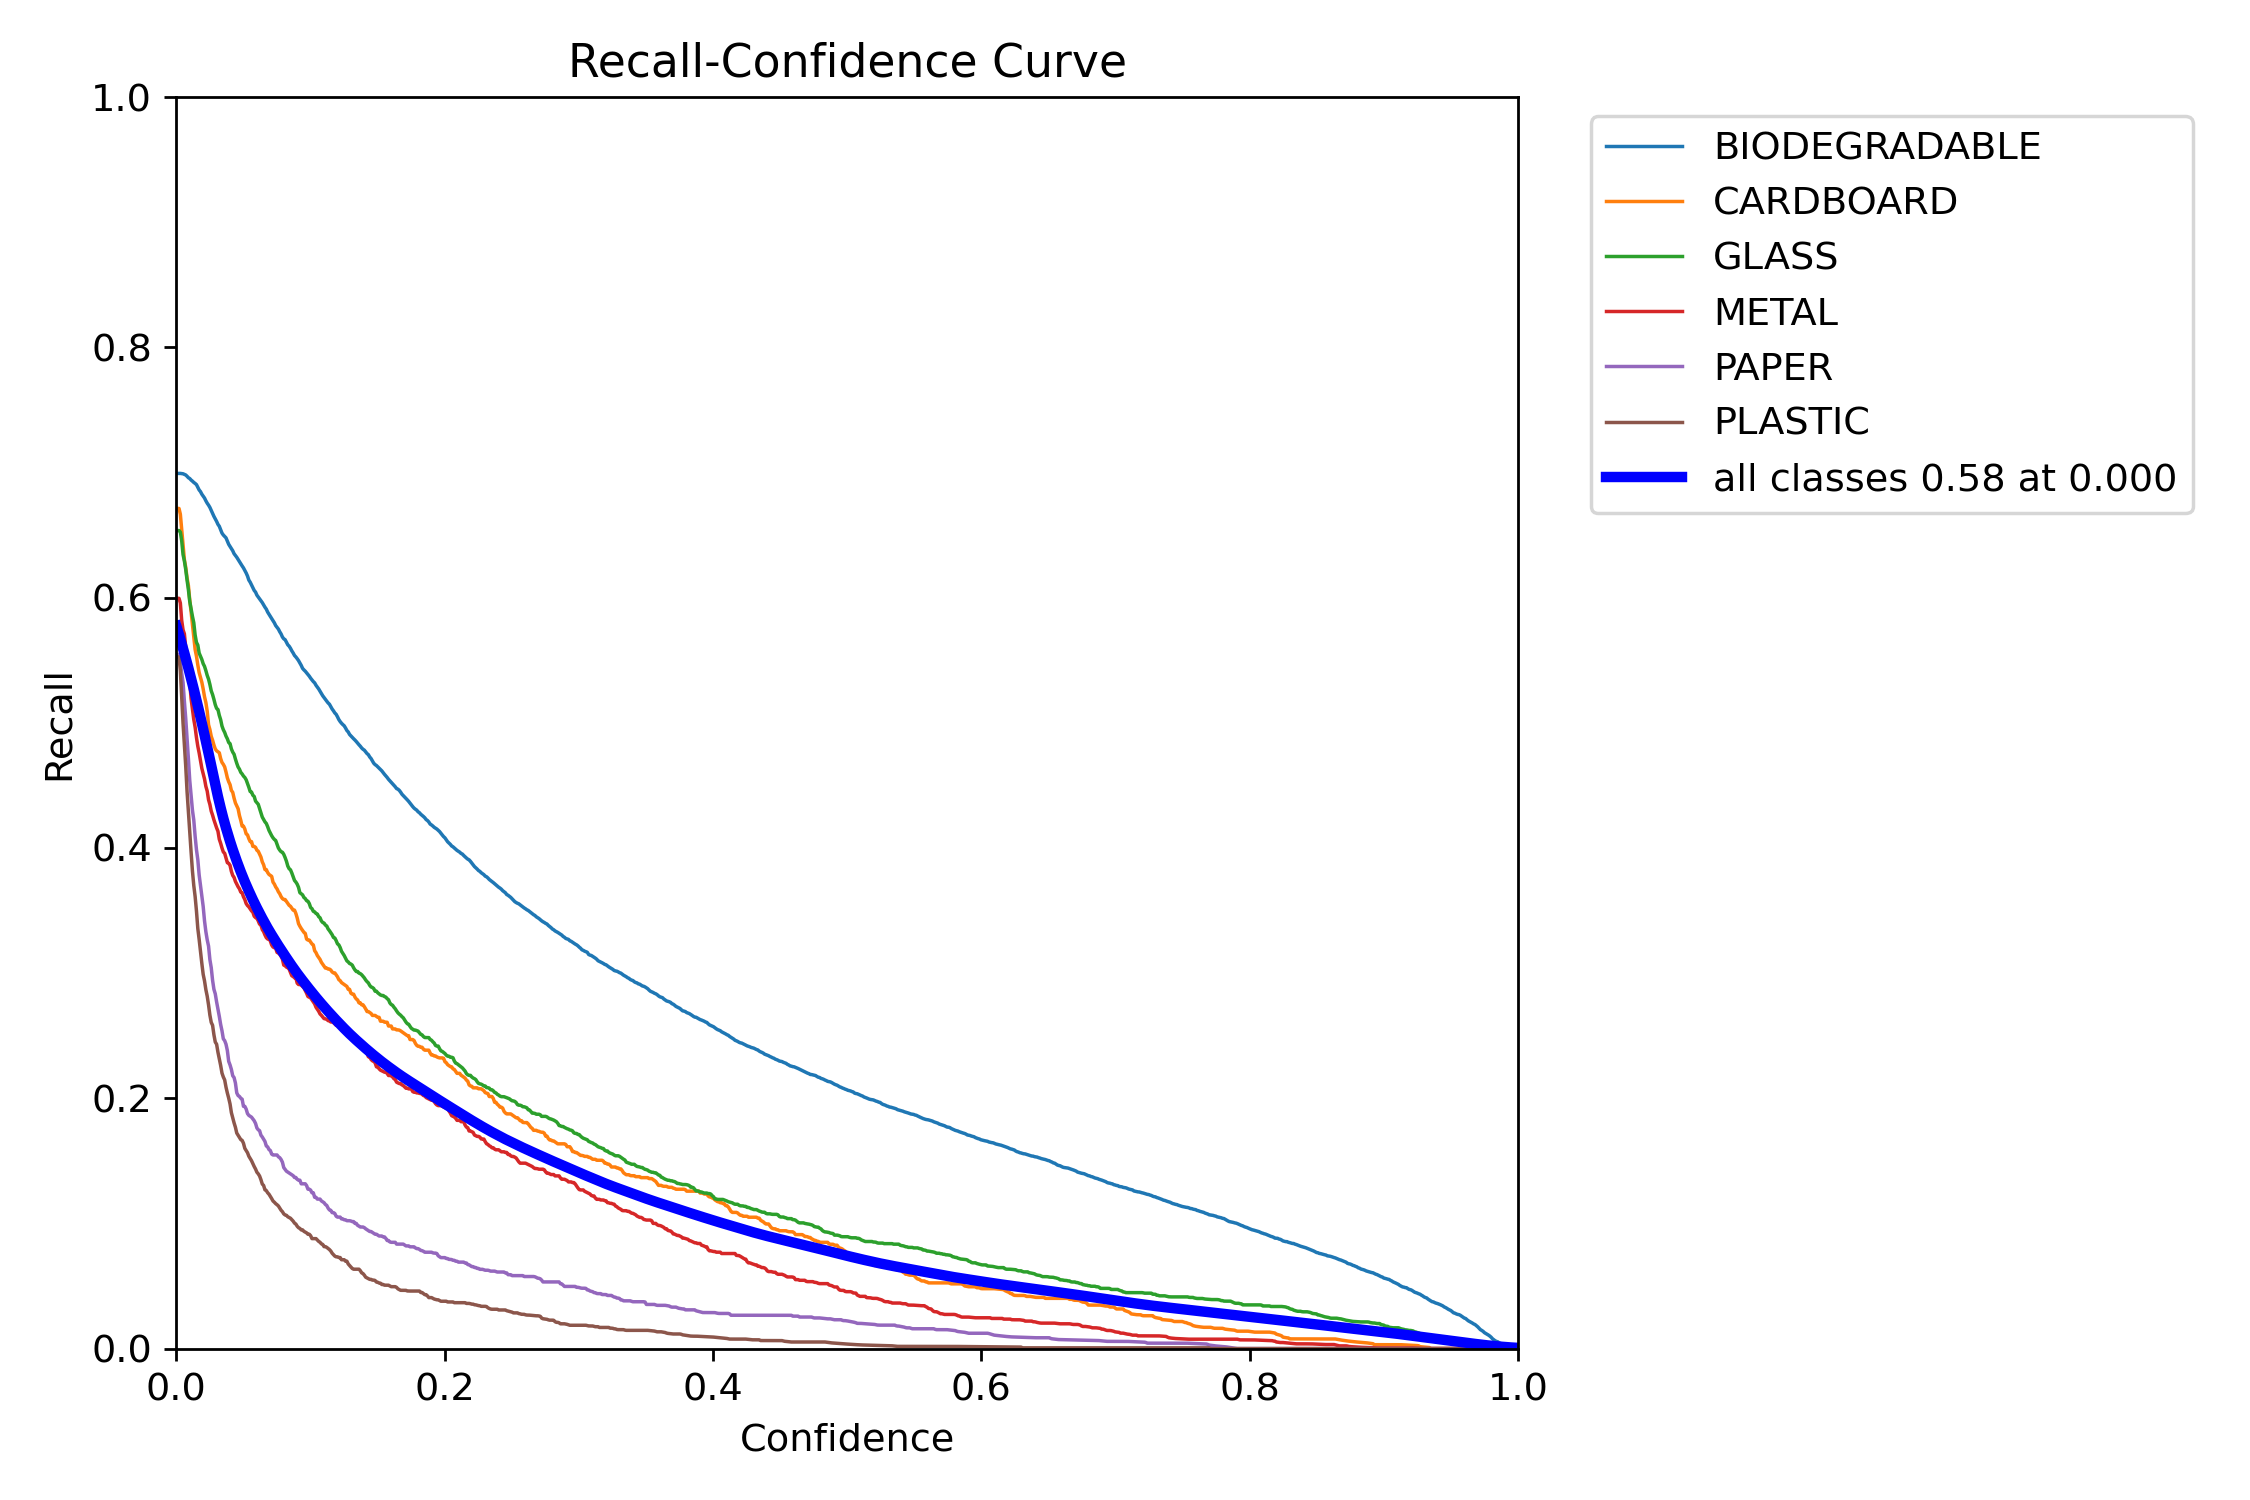 Recall-Confidence Curve
1.0
0.8
0.6
0.4
0.2
0.0
Recall
0.0 0.2 0.4 0.6 0.8 1.0
Confidence
BIODEGRADABLE
CARDBOARD
GLASS
METAL
PAPER
PLASTIC
all classes 0.58 at 0.000